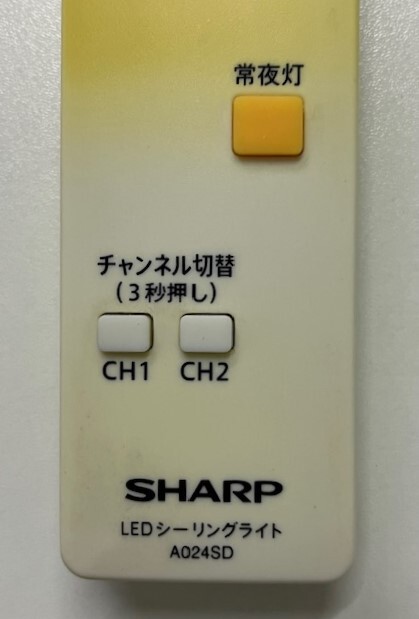 常夜灯
チャンネル切替
(3秒押し)
CH1 CH2
SHARP
LEDシーリングライト
A024SD